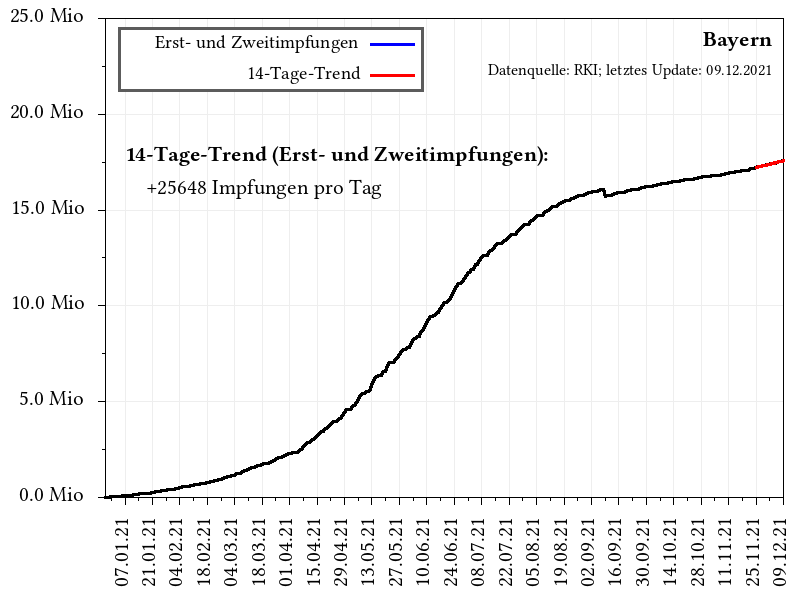 25.0 Mio
20.0 Mio
15.0 Mio
10.0 Mio
5.0 Mio
0.0 Mio
Erst- und Zweitimpfungen
14-Tage-Trend
Bayern
Datenquelle: RKI; letztes Update: 09.12.2021
14-Tage-Trend (Erst- und Zweitimpfungen):
+25648 Impfungen pro Tag
07.01.21
21.01.21
04.02.21
18.02.21
04.03.21
18.03.21
01.04.21
15.04.21
29.04.21
13.05.21
27.05.21
10.06.21
24.06.21
08.07.21
22.07.21
05.08.21
19.08.21
02.09.21
16.09.21
30.09.21
14.10.21
28.10.21
11.11.21
25.11.21
09.12.21